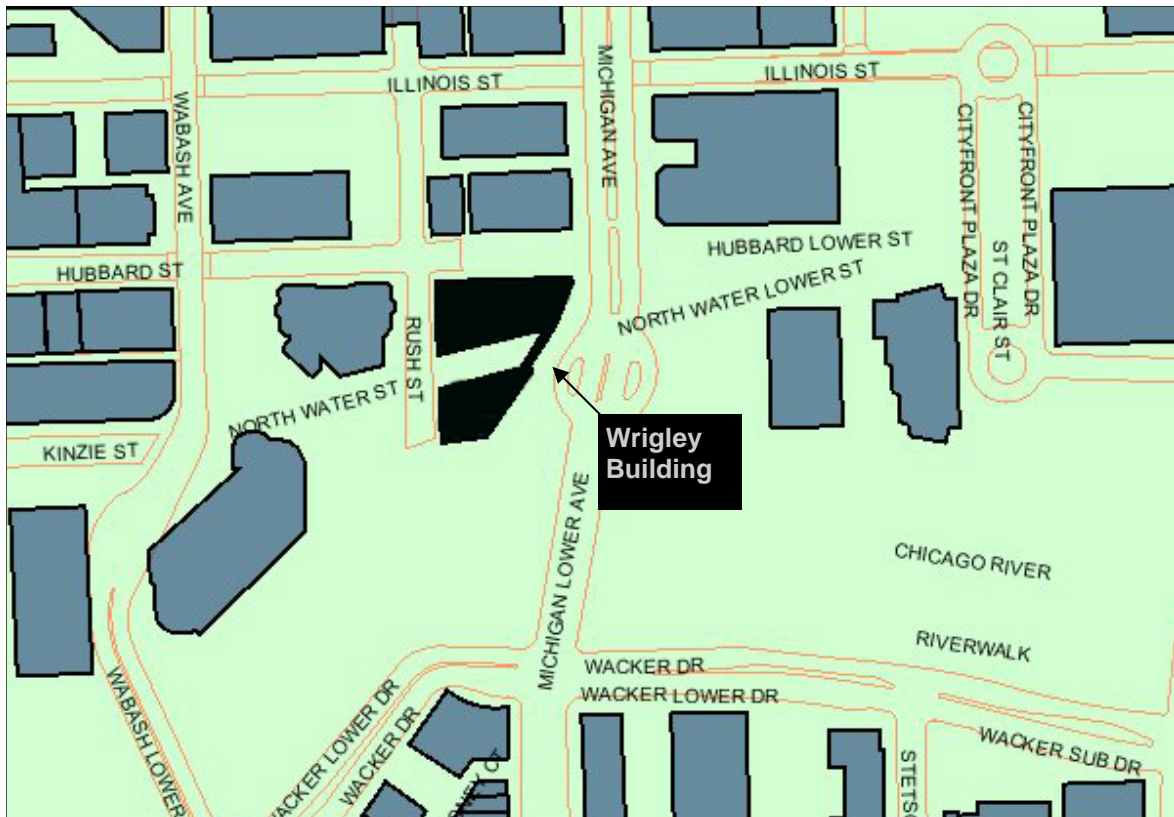 ILLINOIS ST
ILLINOIS ST
MICHIGAN AVE
WABASH AVE
CITYFRONT PLAZA DR
CITYFRONT PLAZA DR
HUBBARD LOWER ST
ST CLAIR ST
HUBBARD ST
NORTH WATER LOWER ST
RUSH ST
NORTH WATER ST
KINZIE ST
Wrigley
Building
MICHIGAN LOWER AVE
CHICAGO RIVER
RIVERWALK
WACKER DR
WACKER LOWER DR
WABASH LOWER
WACKER LOWER DR
WACKER DR
WACKER SUB DR
CT